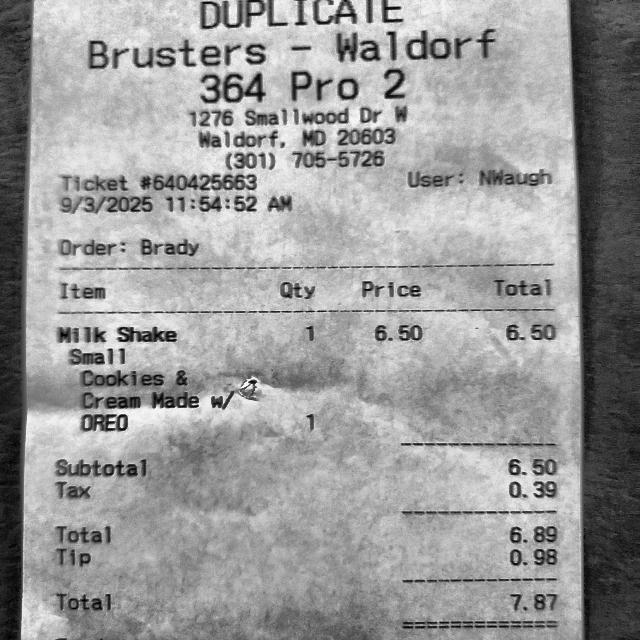 DUPLICATE
Brusters - Waldorf
364 Pro 2
1276 Smallwood Dr W
Waldorf, MD 20603
(301) 705-5726
Ticket #640425663 User: NWaugh
9/3/2025 11:54:52 AM
Order: Brady
Item Qty Price Total
Milk Shake 1 6.50 6.50
Small
Cookies &
Cream Made w/
OREO 1
Subtotal 6.50
Tax 0.39
Total 6.89
Tip 0.98
Total 7.87